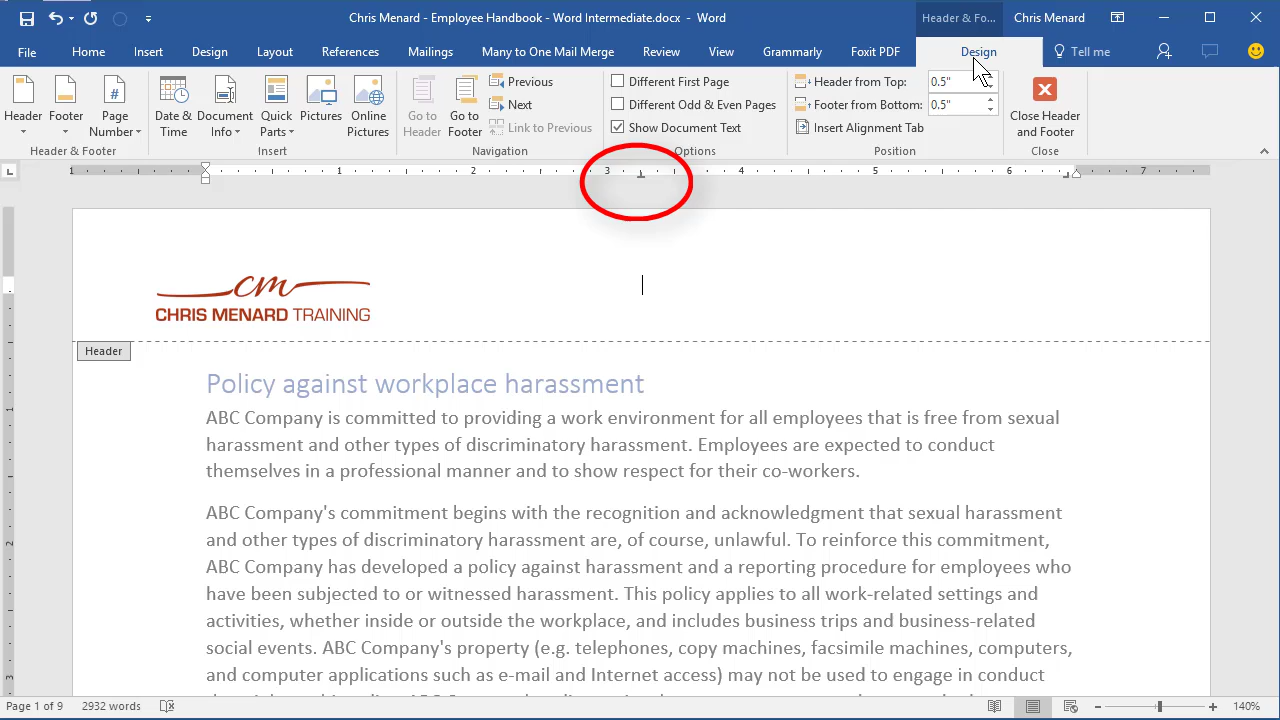 Chris Menard - Employee Handbook - Word Intermediate.docx - Word
Header & Fo...
Chris Menard
File Home Insert Design Layout References Mailings Many to One Mail Merge Review View Grammarly Foxit PDF Design Tell me
Header
Footer
Page Number
Header & Footer
Date & Time
Document Info
Quick Parts
Pictures
Online Pictures
Insert
Go to Header
Go to Footer
Previous
Next
Link to Previous
Navigation
Different First Page
Different Odd & Even Pages
Show Document Text
Options
Header from Top: 0.5"
Footer from Bottom: 0.5"
Insert Alignment Tab
Position
Close Header and Footer
Close
1 1 2 3 4 5 6 7
cm
CHRIS MENARD TRAINING
Header
Policy against workplace harassment
ABC Company is committed to providing a work environment for all employees that is free from sexual
harassment and other types of discriminatory harassment. Employees are expected to conduct
themselves in a professional manner and to show respect for their co-workers.
1
ABC Company's commitment begins with the recognition and acknowledgment that sexual harassment
and other types of discriminatory harassment are, of course, unlawful. To reinforce this commitment,
2
ABC Company has developed a policy against harassment and a reporting procedure for employees who
have been subjected to or witnessed harassment. This policy applies to all work-related settings and
activities, whether inside or outside the workplace, and includes business trips and business-related
social events. ABC Company's property (e.g. telephones, copy machines, facsimile machines, computers,
and computer applications such as e-mail and Internet access) may not be used to engage in conduct
3
Page 1 of 9 2932 words 140%